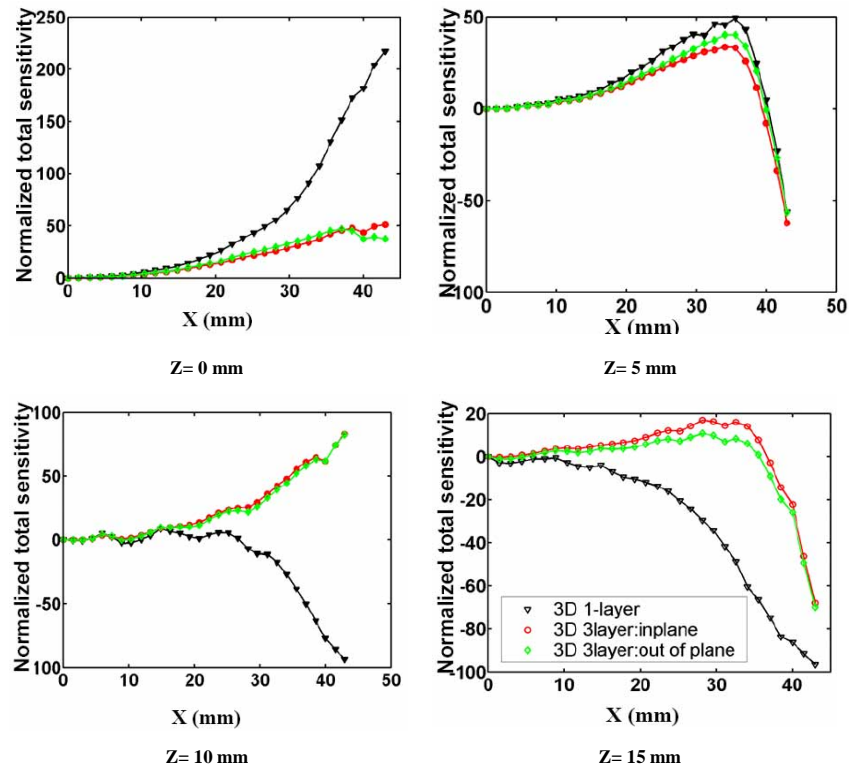 Normalized total sensitivity
250
200
150
100
50
0
0 10 20 30 40
X (mm)
Z= 0 mm
Normalized total sensitivity
50
0
-50
100
0 10 20 30 40 50
X (mm)
Z= 5 mm
Normalized total sensitivity
100
50
0
-50
100
0 10 20 30 40 50
X (mm)
Z= 10 mm
Normalized total sensitivity
20
0
-20
-40
-60
-80
-100
0 10 20 30 40
3D 1-layer
3D 3layer:inplane
3D 3layer:out of plane
X (mm)
Z= 15 mm